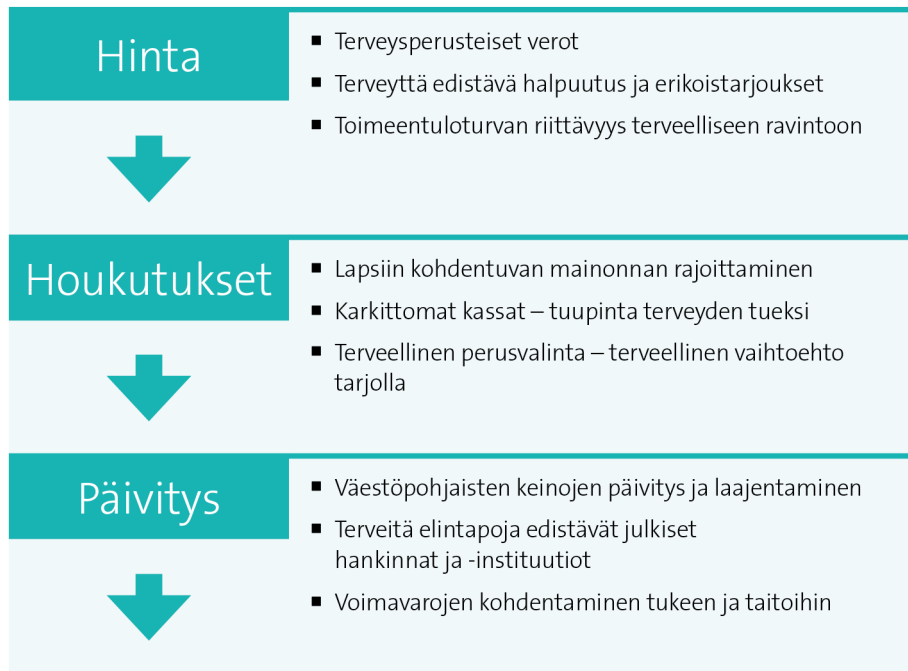 Hinta
■ Terveysperusteiset verot
■ Terveyttä edistävä halpuutus ja erikoistarjoukset
■ Toimeentuloturvan riittävyys terveelliseen ravintoon
Houkutukset
■ Lapsiin kohdentuvan mainonnan rajoittaminen
■ Karkittomat kassat – tuupinta terveyden tueksi
■ Terveellinen perusvalinta – terveellinen vaihtoehto
tarjolla
Päivitys
■ Väestöpohjaisten keinojen päivitys ja laajentaminen
■ Terveitä elintapoja edistävät julkiset
hankinnat ja -instituutiot
■ Voimavarojen kohdentaminen tukeen ja taitoihin